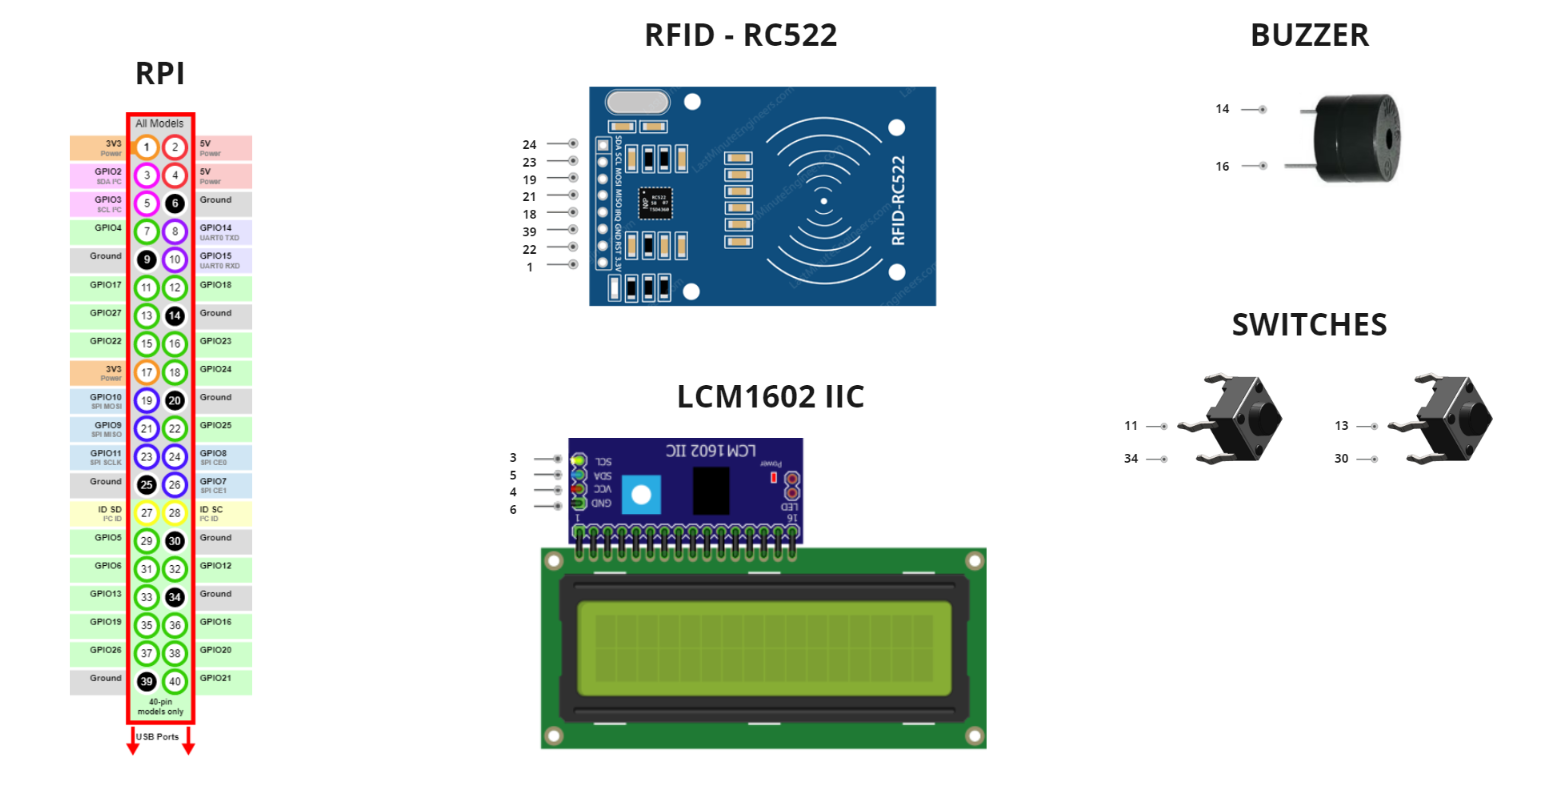 RPI
All Models
3V3 Power 1 2 5V Power
GPIO2 SDA I²C 3 4 5V Power
GPIO3 SCL I²C 5 6 Ground
GPIO4 7 8 GPIO14 UART0 TXD
Ground 9 10 GPIO15 UART0 RXD
GPIO17 11 12 GPIO18
GPIO27 13 14 Ground
GPIO22 15 16 GPIO23
3V3 Power 17 18 GPIO24
GPIO10 SPI MOSI 19 20 Ground
GPIO9 SPI MISO 21 22 GPIO25
GPIO11 SPI SCLK 23 24 GPIO8 SPI CE0
Ground 25 26 GPIO7 SPI CE1
ID SD I²C ID 27 28 ID SC I²C ID
GPIO5 29 30 Ground
GPIO6 31 32 GPIO12
GPIO13 33 34 Ground
GPIO19 35 36 GPIO16
GPIO26 37 38 GPIO20
Ground 39 40 GPIO21
40-pin
models only
USB Ports
RFID - RC522
24
23
19
21
18
39
22
1
SDA SCL MOSI MISO IRQ GND RST 3.3V
NXP
RC522
LastMinuteEngineers.com
RFID-RC522
LCM1602 IIC
3
5
4
6
LCM1602 IIC
SCL
SDA
VCC
GND
Power
LED
1
16
BUZZER
14
16
SWITCHES
11
34
13
30